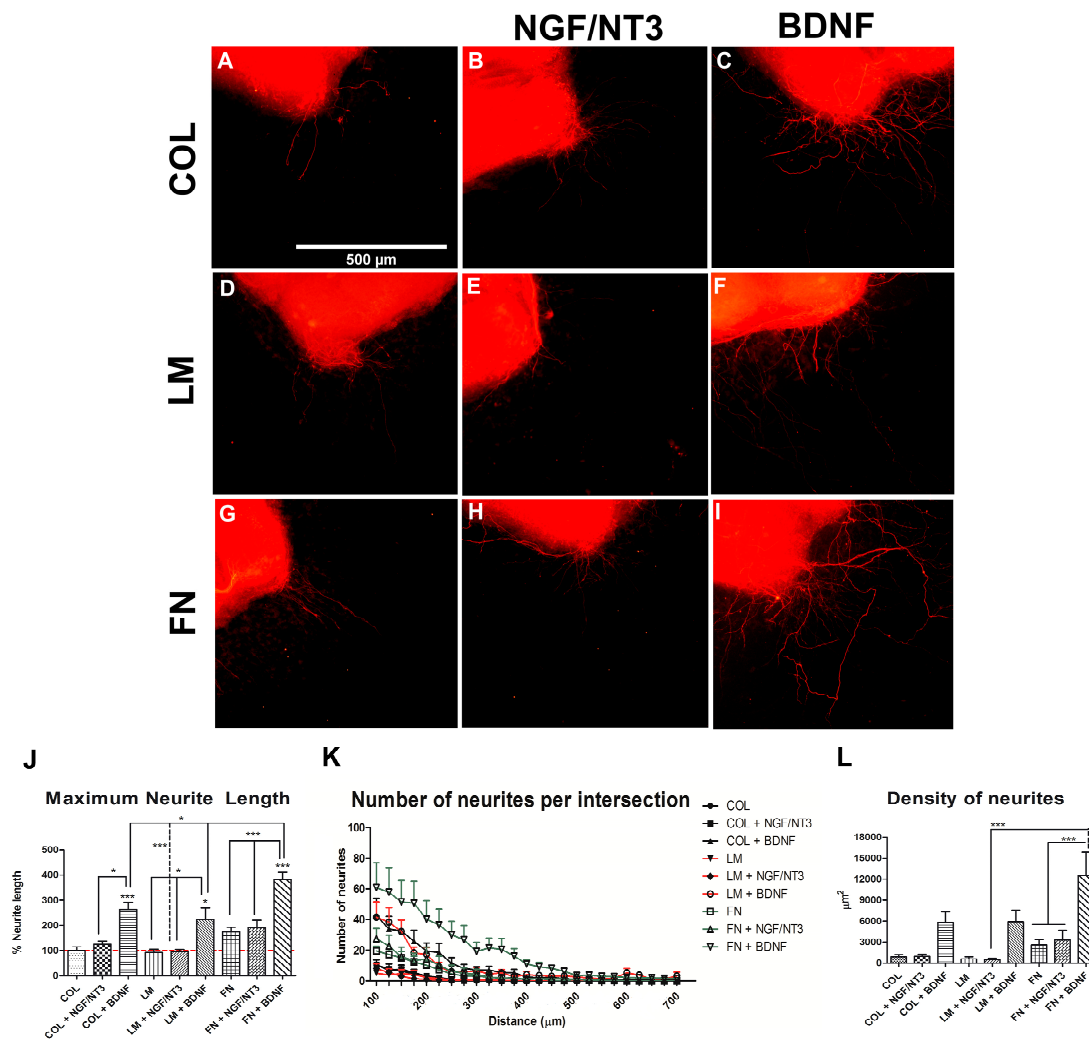 NGF/NT3 BDNF
COL
A
B
C
500 µm
LM
D
E
F
FN
G
H
I
J
Maximum Neurite Length
*
***
*
***
*
*
***
***
% Neurite length
500
400
300
200
100
0
COL
COL + NGF/NT3
COL + BDNF
LM
LM + NGF/NT3
LM + BDNF
FN
FN + NGF/NT3
FN + BDNF
K
Number of neurites per intersection
Number of neurites
100
80
60
40
20
0
100 200 300 400 500 600 700
Distance (µm)
COL
COL + NGF/NT3
COL + BDNF
LM
LM + NGF/NT3
LM + BDNF
FN
FN + NGF/NT3
FN + BDNF
L
Density of neurites
***
***
µm²
18000
15000
12000
9000
6000
3000
0
COL
COL + NGF/NT3
COL + BDNF
LM
LM + NGF/NT3
LM + BDNF
FN
FN + NGF/NT3
FN + BDNF